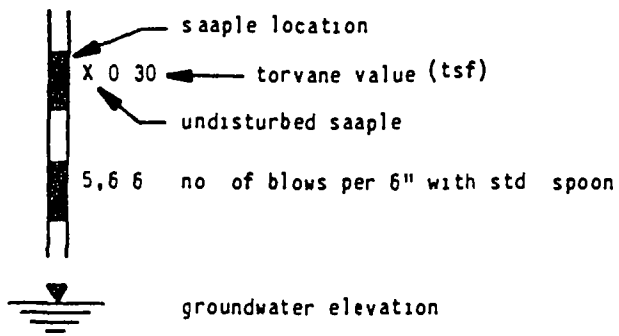 saaple location
X 0 30 torvane value (tsf)
undisturbed saaple
5,6 6 no of blows per 6" with std spoon
groundwater elevation